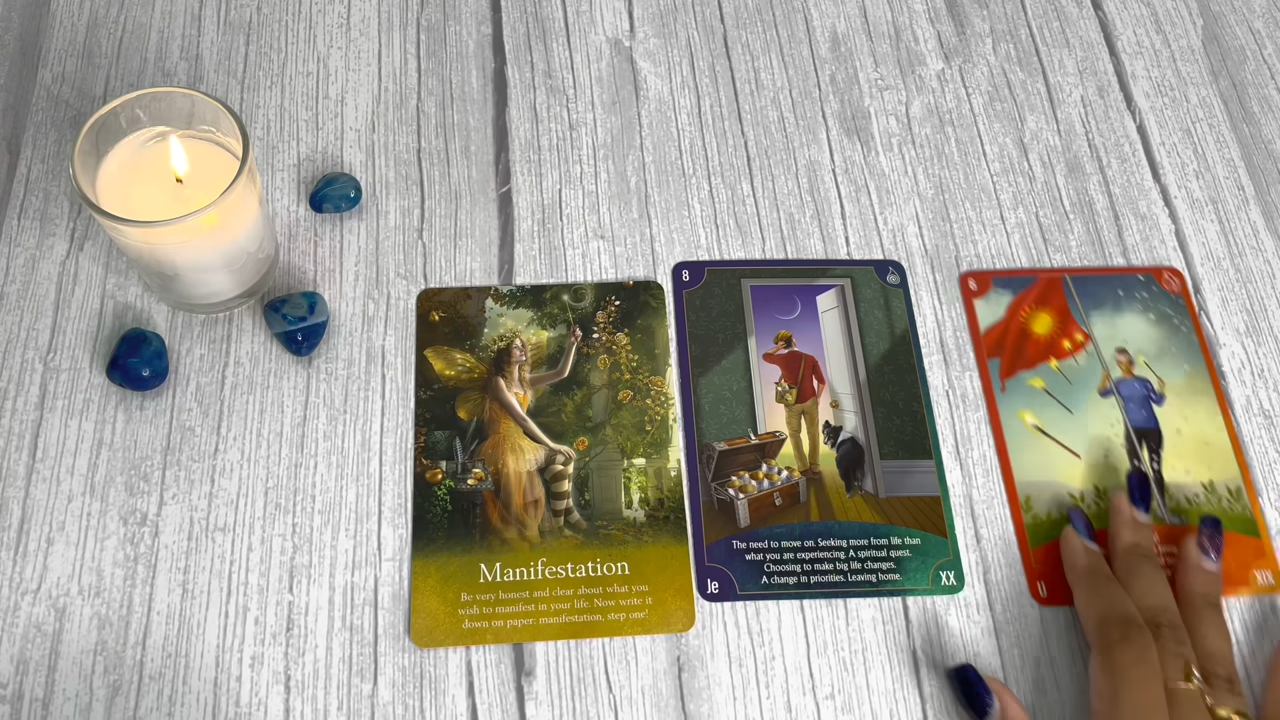 Manifestation
Be very honest and clear about what you
wish to manifest in your life. Now write it
down on paper: manifestation, step one!
8
The need to move on. Seeking more from life than
what you are experiencing. A spiritual quest.
Choosing to make big life changes.
A change in priorities. Leaving home.
Je
XX